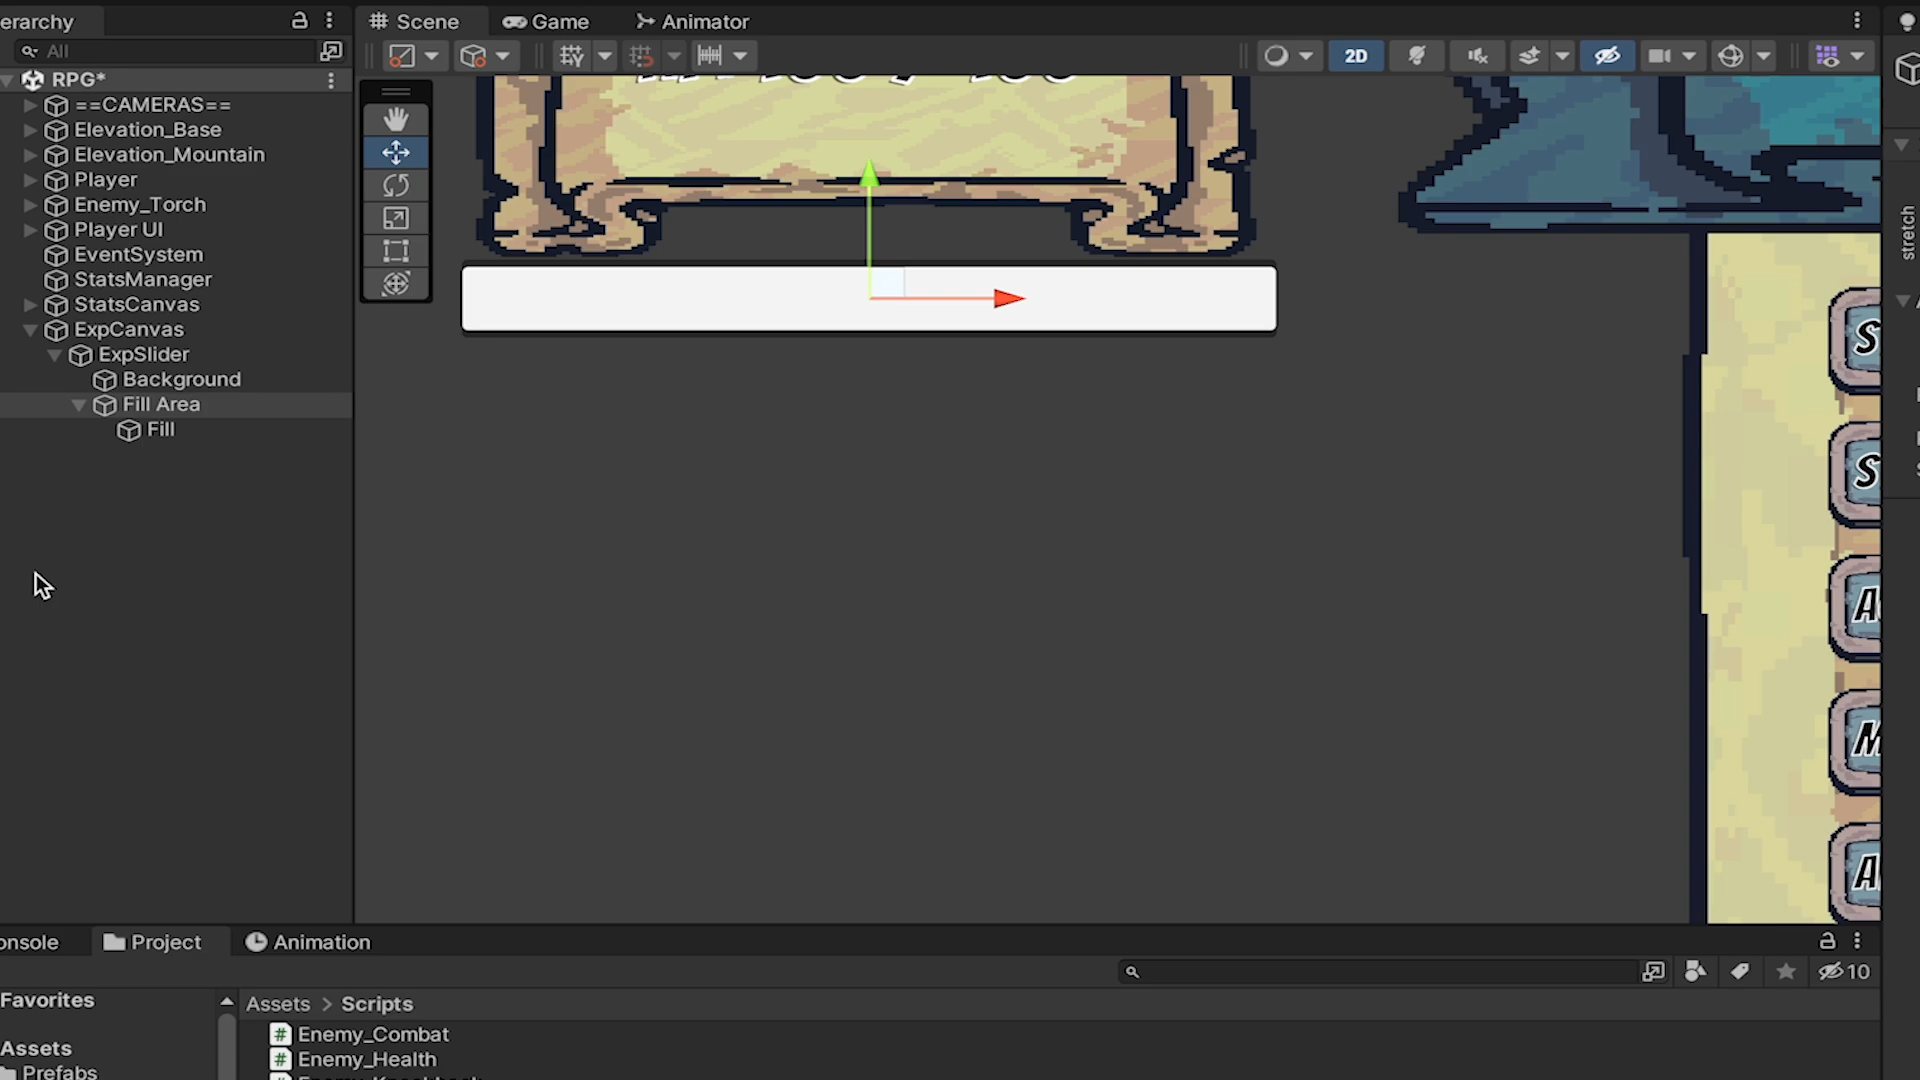 erarchy
Scene
Game
Animator
All
2D
RPG*
==CAMERAS==
Elevation_Base
Elevation_Mountain
Player
Enemy_Torch
Player UI
EventSystem
StatsManager
StatsCanvas
ExpCanvas
ExpSlider
Background
Fill Area
Fill
stretch
S
S
A
M
A
onsole
Project
Animation
10
Favorites
Assets > Scripts
Enemy_Combat
Assets
Enemy_Health
Prefabs